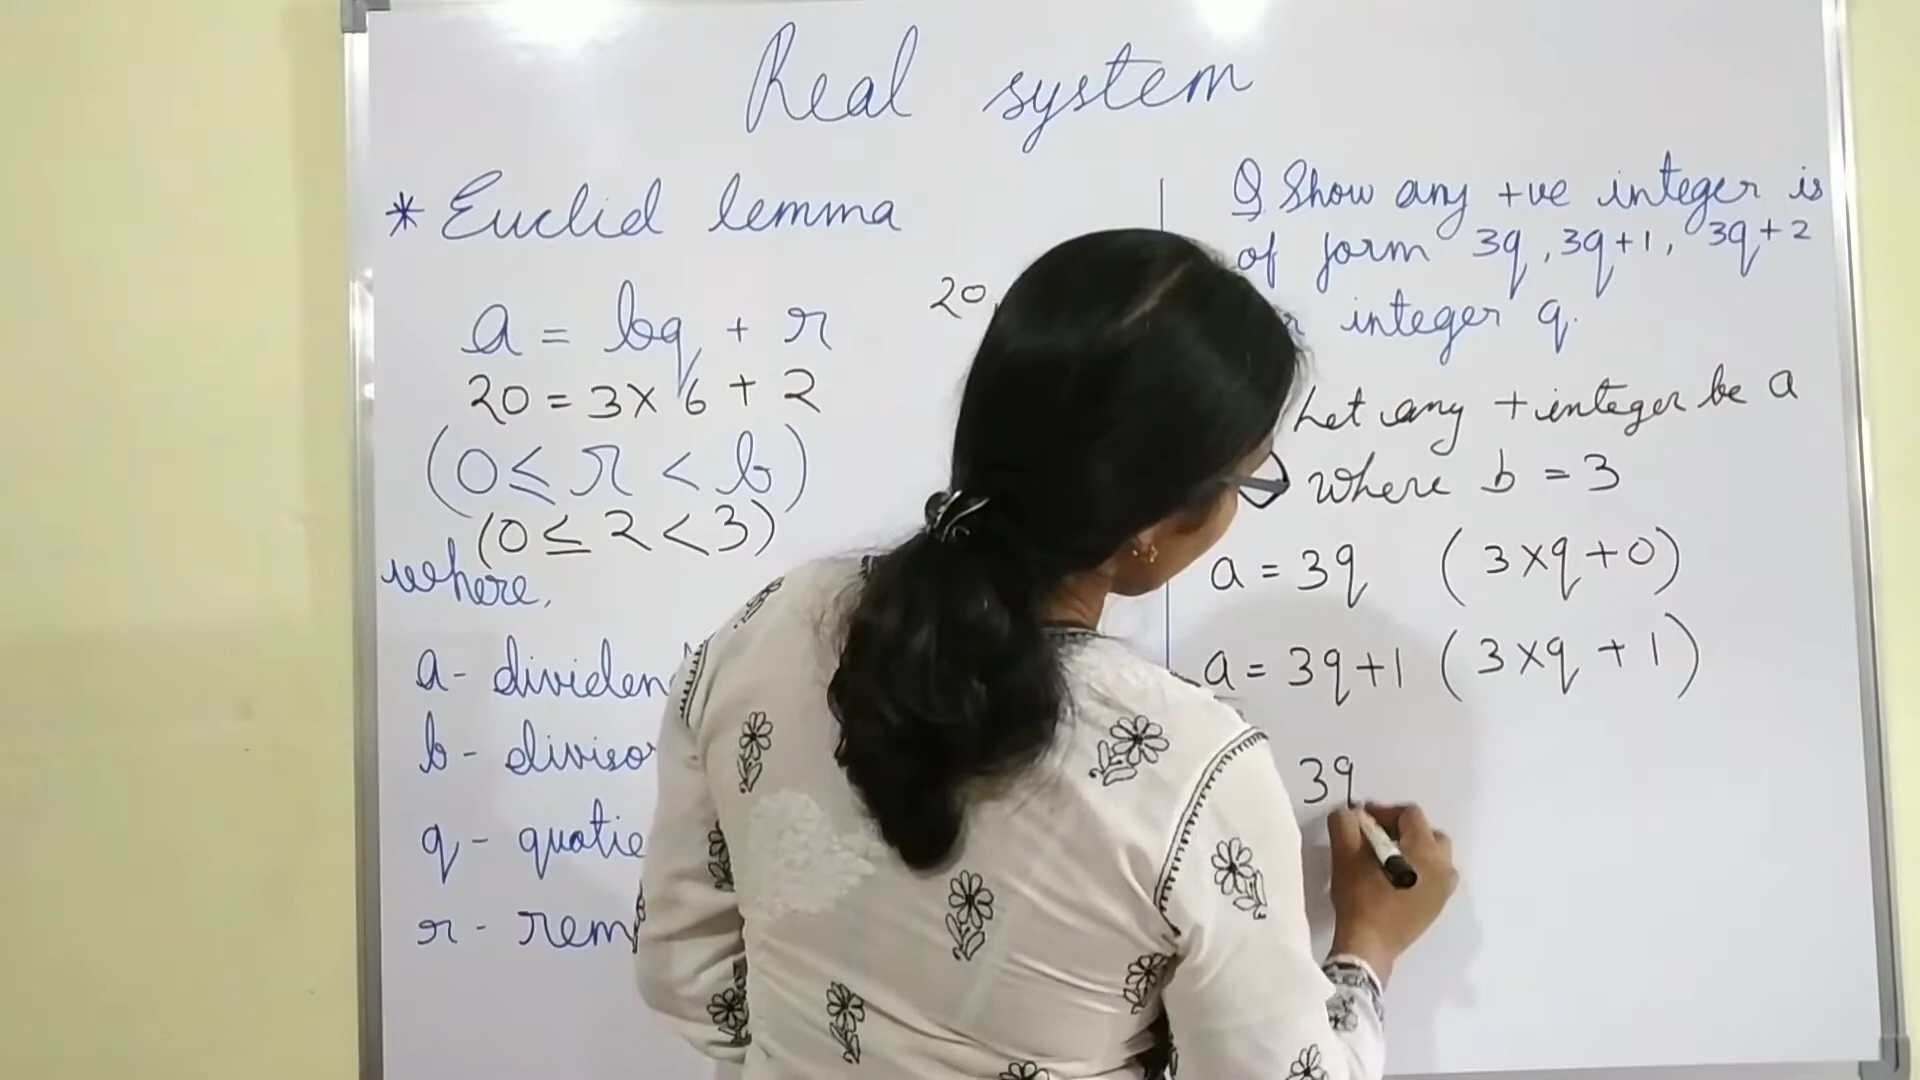 Real system
* Euclid lemma
a = bq + r
20 = 3 × 6 + 2
(0 ≤ r < b)
(0 ≤ 2 < 3)
where,
a - dividen
b - diviso
q - quotie
r - rem
20
Q Show any +ve integer is
of form 3q, 3q+1, 3q+2
integer q.
Let any + integer be a
where b = 3
a = 3q (3×q+0)
a = 3q+1 (3×q+1)
3q